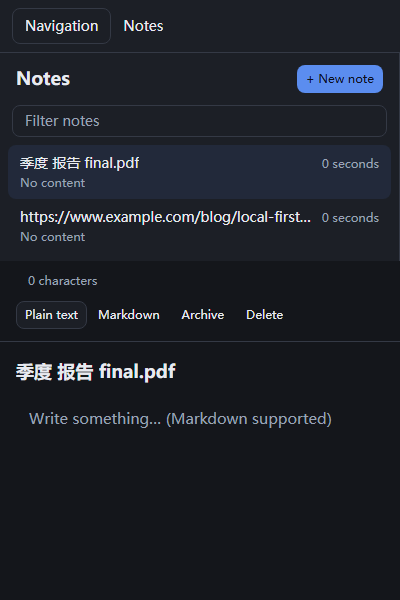 Navigation Notes
Notes
+ New note
Filter notes
季度 报告 final.pdf 0 seconds
No content
https://www.example.com/blog/local-first... 0 seconds
No content
0 characters
Plain text Markdown Archive Delete
季度 报告 final.pdf
Write something... (Markdown supported)